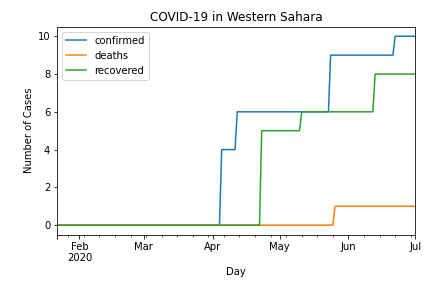 COVID-19 in Western Sahara
confirmed
deaths
recovered
Number of Cases
10
8
6
4
2
0
Feb Mar Apr May Jun Jul
2020
Day